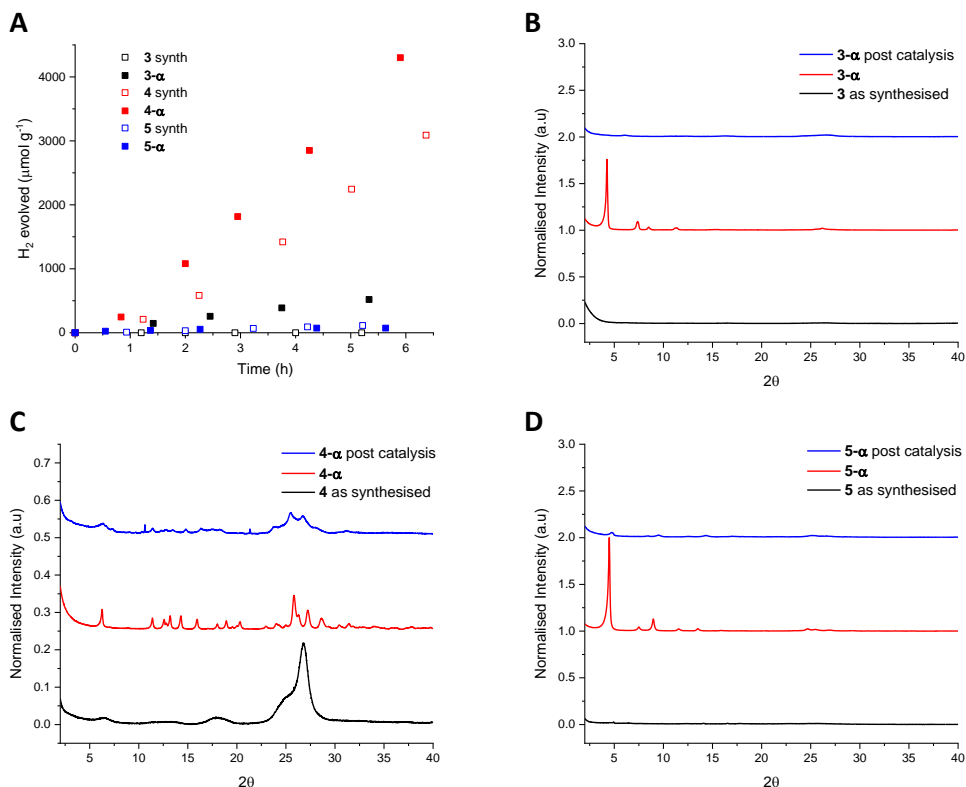 A
3 synth
3-α
4 synth
4-α
5 synth
5-α
H2 evolved (μmol g-1)
4000
3000
2000
1000
0
0 1 2 3 4 5 6
Time (h)
B
3-α post catalysis
3-α
3 as synthesised
Normalised Intensity (a.u)
3.0
2.5
2.0
1.5
1.0
0.5
0.0
5 10 15 20 25 30 35 40
2θ
C
4-α post catalysis
4-α
4 as synthesised
Normalised Intensity (a.u)
0.7
0.6
0.5
0.4
0.3
0.2
0.1
0.0
5 10 15 20 25 30 35 40
2θ
D
5-α post catalysis
5-α
5 as synthesised
Normalised Intensity (a.u)
3.0
2.5
2.0
1.5
1.0
0.5
0.0
5 10 15 20 25 30 35 40
2θ